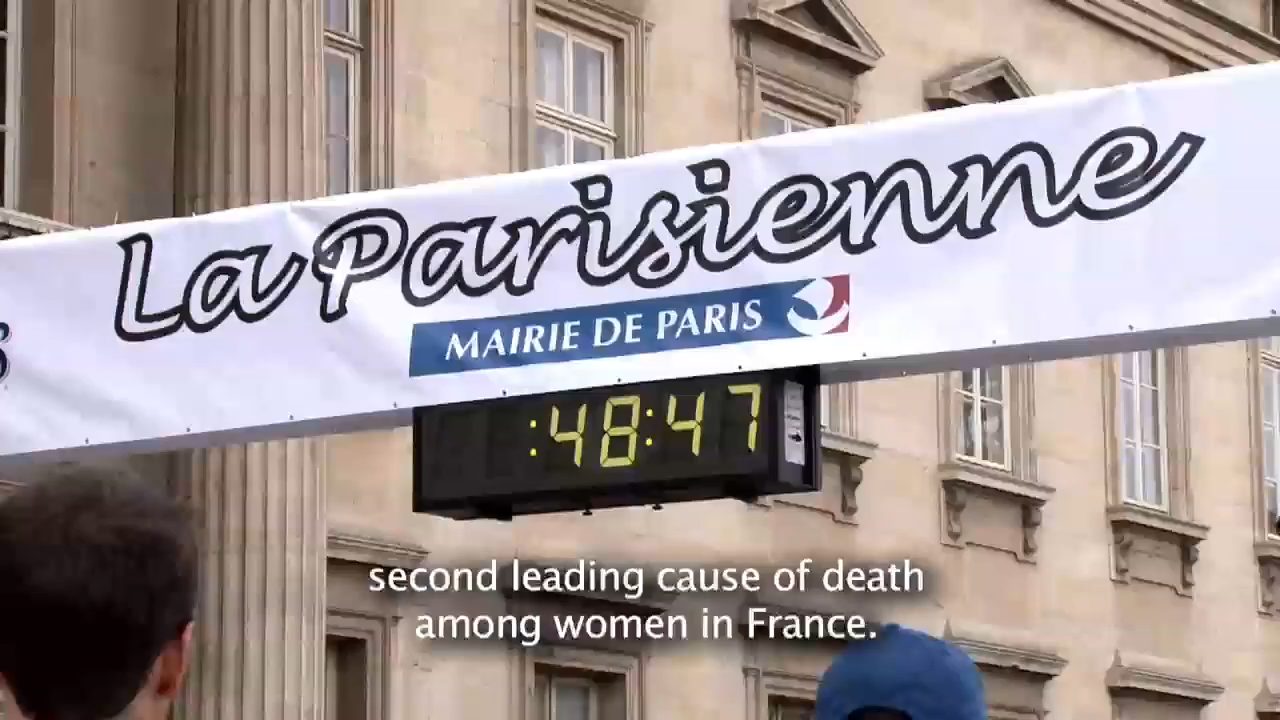 La Parisienne
MAIRIE DE PARIS
:48:47
second leading cause of death
among women in France.